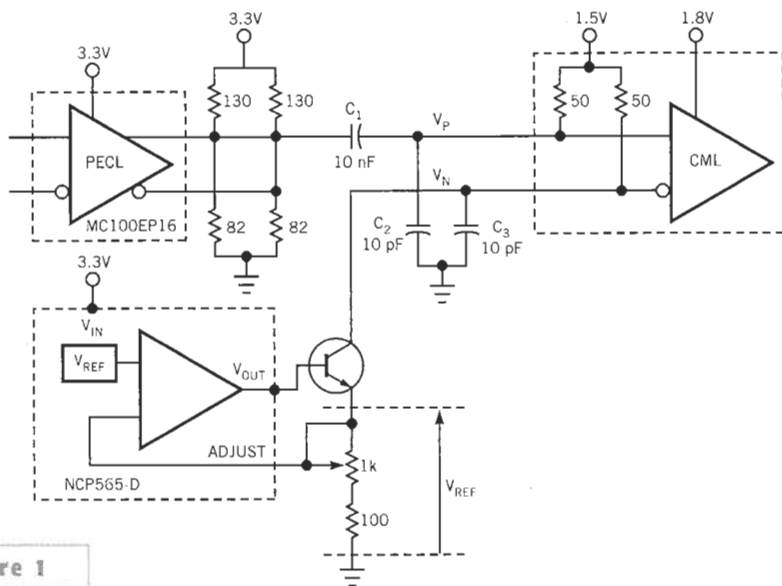 3.3V
3.3V
1.5V
1.8V
130
130
C1
10 nF
VP
50
50
PECL
CML
VN
MC100EP16
82
82
C2
10 pF
C3
10 pF
3.3V
VIN
VREF
VOUT
ADJUST
1k
NCP565-D
VREF
100
re 1